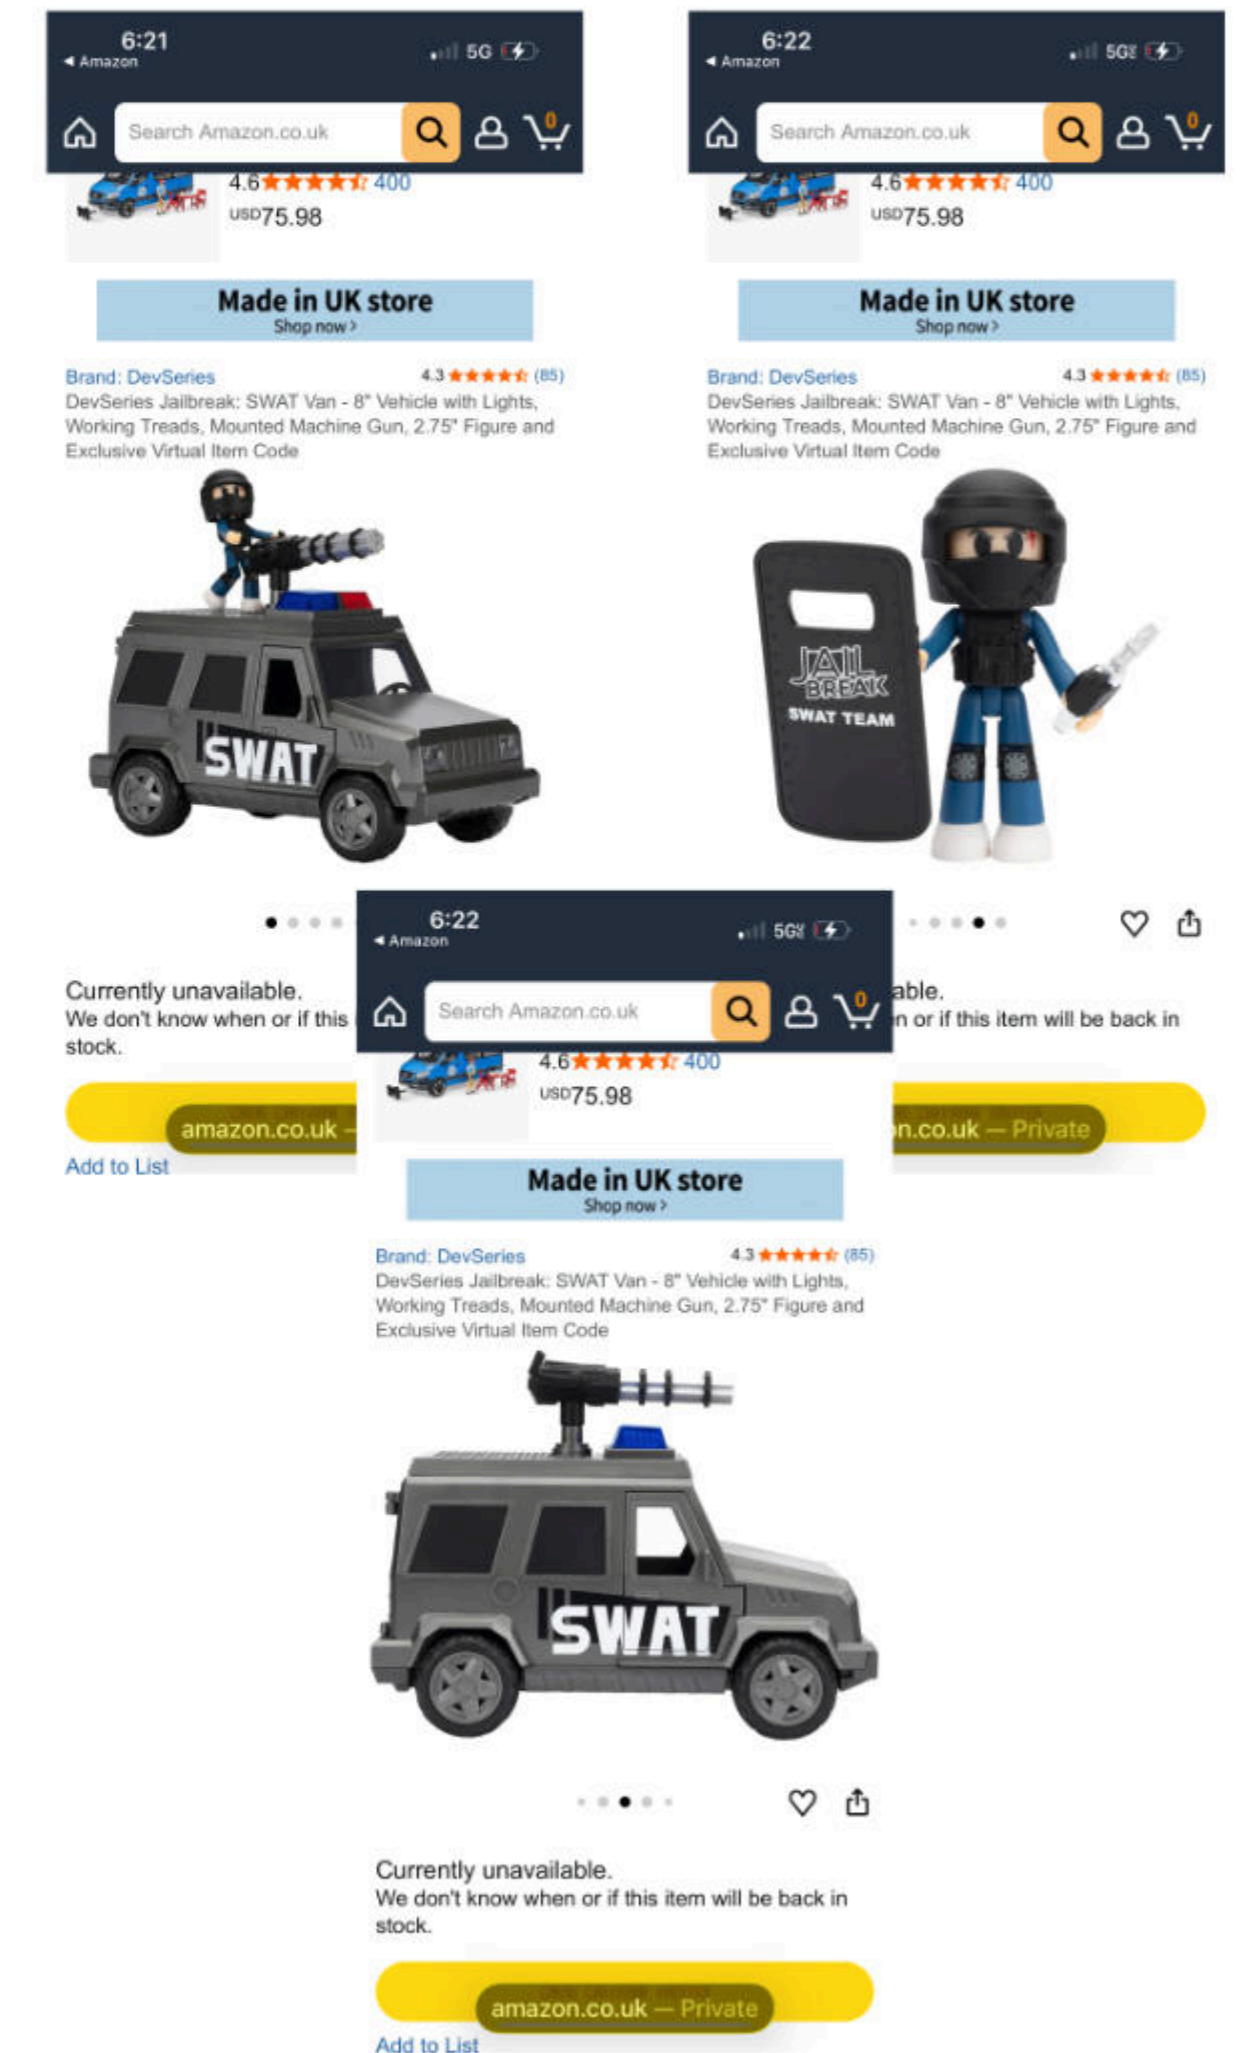 6:21
◄ Amazon
5G
Search Amazon.co.uk
0
4.6 400
USD75.98
Made in UK store
Shop now >
Brand: DevSeries
4.3 (85)
DevSeries Jailbreak: SWAT Van - 8" Vehicle with Lights,
Working Treads, Mounted Machine Gun, 2.75" Figure and
Exclusive Virtual Item Code
SWAT
Currently unavailable.
We don't know when or if this
stock.
amazon.co.uk –
Add to List
6:22
◄ Amazon
5G
Search Amazon.co.uk
0
4.6 400
USD75.98
Made in UK store
Shop now >
Brand: DevSeries
4.3 (85)
DevSeries Jailbreak: SWAT Van - 8" Vehicle with Lights,
Working Treads, Mounted Machine Gun, 2.75" Figure and
Exclusive Virtual Item Code
JAIL
BREAK
SWAT TEAM
able.
n or if this item will be back in
n.co.uk — Private
6:22
◄ Amazon
5G
Search Amazon.co.uk
0
4.6 400
USD75.98
Made in UK store
Shop now >
Brand: DevSeries
4.3 (85)
DevSeries Jailbreak: SWAT Van - 8" Vehicle with Lights,
Working Treads, Mounted Machine Gun, 2.75" Figure and
Exclusive Virtual Item Code
SWAT
Currently unavailable.
We don't know when or if this item will be back in
stock.
amazon.co.uk — Private
Add to List